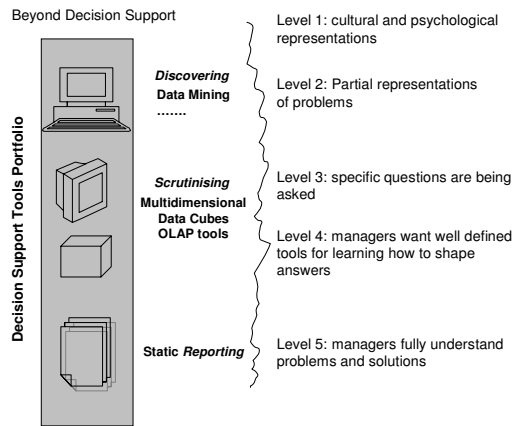 Beyond Decision Support
Decision Support Tools Portfolio
Discovering
Data Mining
.......
Scrutinising
Multidimensional
Data Cubes
OLAP tools
Static Reporting
Level 1: cultural and psychological
representations
Level 2: Partial representations
of problems
Level 3: specific questions are being
asked
Level 4: managers want well defined
tools for learning how to shape
answers
Level 5: managers fully understand
problems and solutions